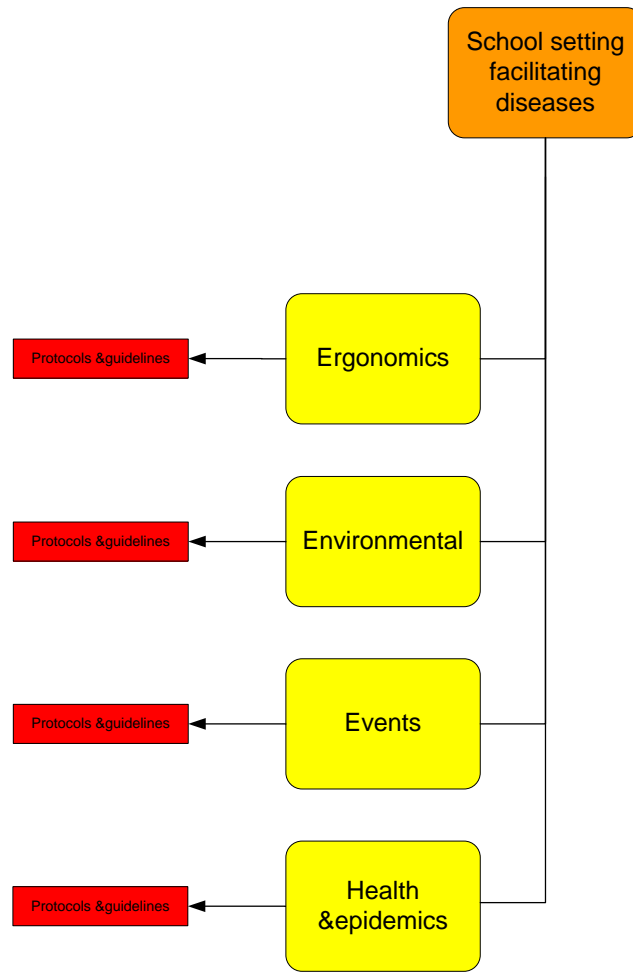 School setting
facilitating
diseases
Protocols &guidelines
Ergonomics
Protocols &guidelines
Environmental
Protocols &guidelines
Events
Protocols &guidelines
Health
&epidemics